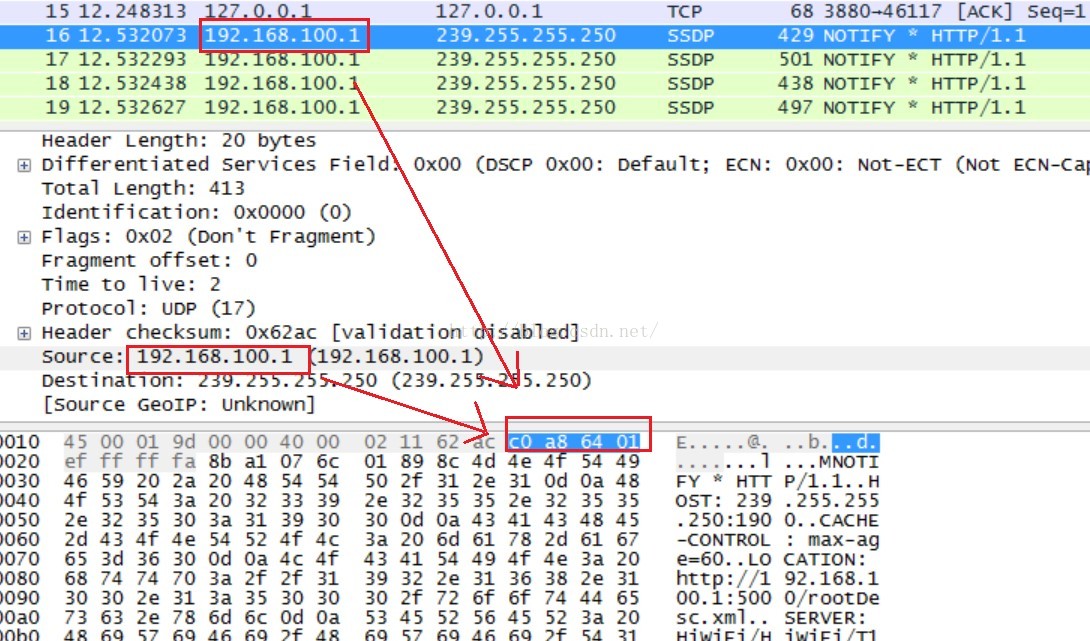 15 12.248313 127.0.0.1 127.0.0.1 TCP 68 3880→46117 [ACK] Seq=1
16 12.532073 192.168.100.1 239.255.255.250 SSDP 429 NOTIFY * HTTP/1.1
17 12.532293 192.168.100.1 239.255.255.250 SSDP 501 NOTIFY * HTTP/1.1
18 12.532438 192.168.100.1 239.255.255.250 SSDP 438 NOTIFY * HTTP/1.1
19 12.532627 192.168.100.1 239.255.255.250 SSDP 497 NOTIFY * HTTP/1.1
Header Length: 20 bytes
Differentiated Services Field: 0x00 (DSCP 0x00: Default; ECN: 0x00: Not-ECT (Not ECN-Cap
Total Length: 413
Identification: 0x0000 (0)
Flags: 0x02 (Don't Fragment)
Fragment offset: 0
Time to live: 2
Protocol: UDP (17)
Header checksum: 0x62ac [validation disabled]
Source: 192.168.100.1 (192.168.100.1)
Destination: 239.255.255.250 (239.255.255.250)
[Source GeoIP: Unknown]
0010 45 00 01 9d 00 00 40 00 02 11 62 ac c0 a8 64 01 E.....@. ..b...d.
0020 ef ff ff fa 8b a1 07 6c 01 89 8c 4d 4e 4f 54 49 .......l ...MNOTI
0030 46 59 20 2a 20 48 54 54 50 2f 31 2e 31 0d 0a 48 FY * HTT P/1.1..H
0040 4f 53 54 3a 20 32 33 39 2e 32 35 35 2e 32 35 35 OST: 239 .255.255
0050 2e 32 35 30 3a 31 39 30 30 0d 0a 43 41 43 48 45 .250:190 0..CACHE
0060 2d 43 4f 4e 54 52 4f 4c 3a 20 6d 61 78 2d 61 67 -CONTROL : max-ag
0070 65 3d 36 30 0d 0a 4c 4f 43 41 54 49 4f 4e 3a 20 e=60..LO CATION:
0080 68 74 74 70 3a 2f 2f 31 39 32 2e 31 36 38 2e 31 http://1 92.168.1
0090 30 30 2e 31 3a 35 30 30 30 2f 72 6f 6f 74 44 65 00.1:500 0/rootDe
00a0 73 63 2e 78 6d 6c 0d 0a 53 45 52 56 45 52 3a 20 sc.xml.. SERVER:
00b0 48 69 57 69 46 69 2f 48 69 57 69 46 69 2f 54 31 HiWiFi/H iWiFi/T1